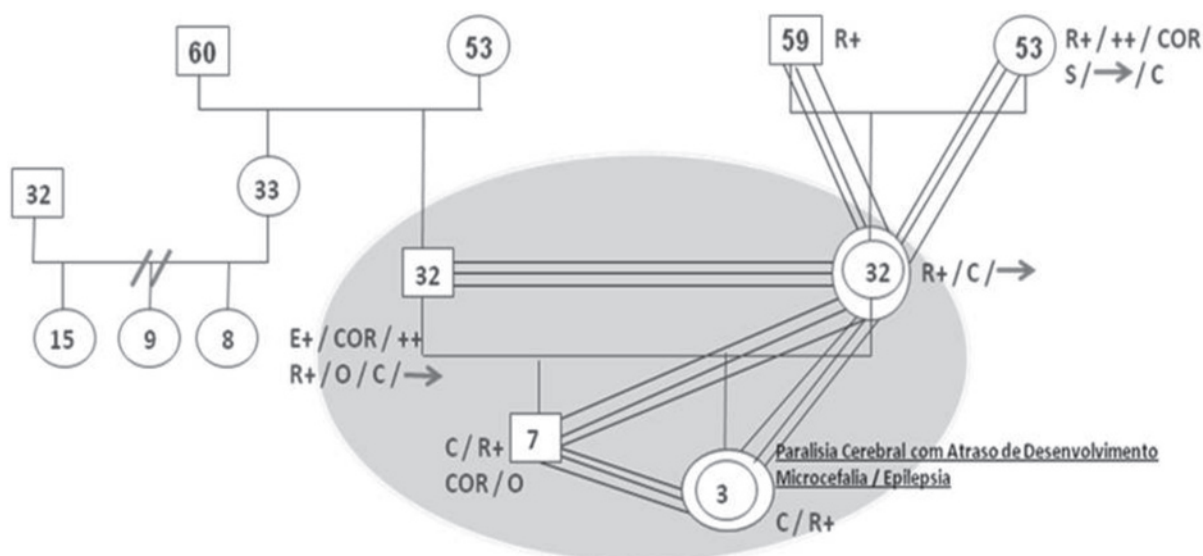 60
53
59 R+
53 R+ / ++ / COR
S / → / C
32
33
32
32 R+ / C / →
15
9
8
E+ / COR / ++
R+ / O / C / →
7
C / R+
COR / O
3
Paralisia Cerebral com Atraso de Desenvolvimento
Microcefalia / Epilepsia
C / R+